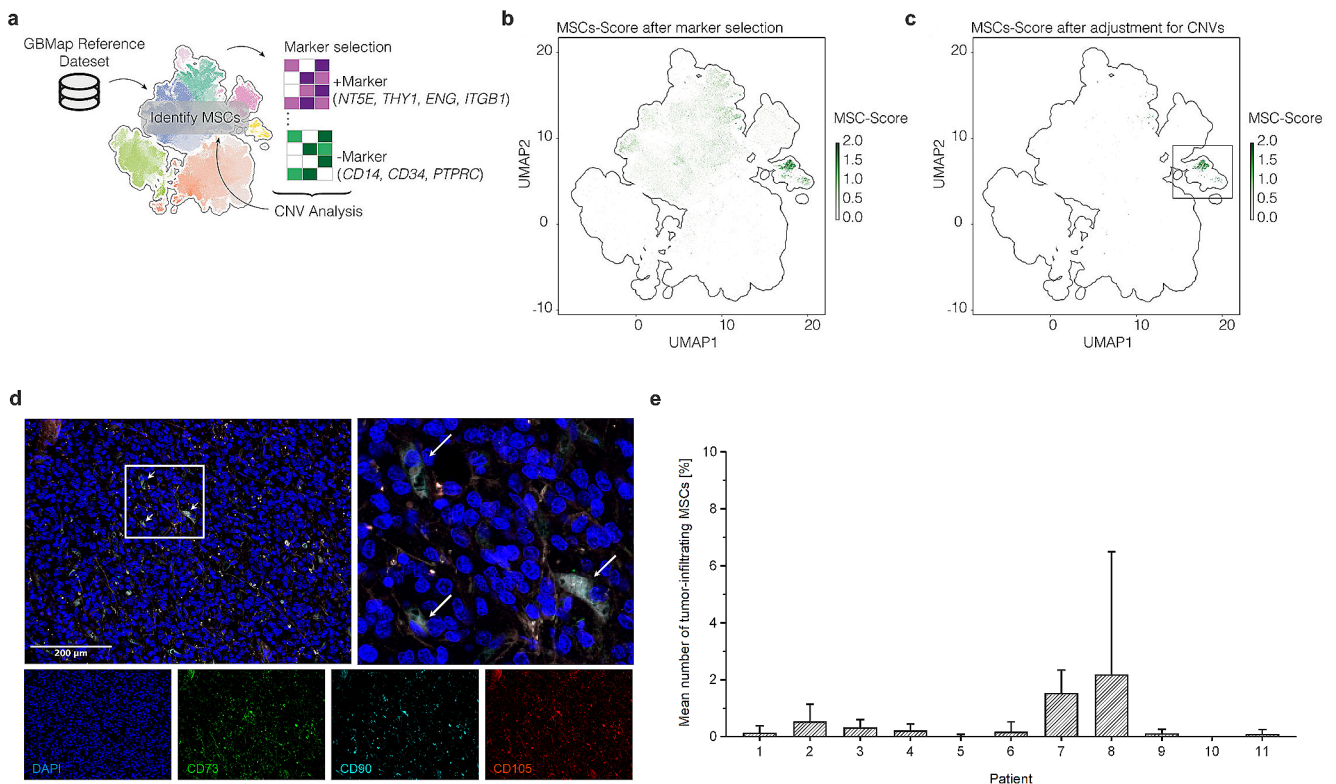 a
GBMap Reference
Dateset
Identify MSCs
Marker selection
+Marker
(NT5E, THY1, ENG, ITGB1)
-Marker
(CD14, CD34, PTPRC)
CNV Analysis
b
MSCs-Score after marker selection
UMAP2
20
10
0
-10
0
10
20
UMAP1
MSC-Score
2.0
1.5
1.0
0.5
0.0
c
MSCs-Score after adjustment for CNVs
UMAP2
20
10
0
-10
0
10
20
UMAP1
MSC-Score
2.0
1.5
1.0
0.5
0.0
d
200 µm
DAPI
CD73
CD90
CD105
e
Mean number of tumor-infiltrating MSCs [%]
10
8
6
4
2
0
1
2
3
4
5
6
7
8
9
10
11
Patient